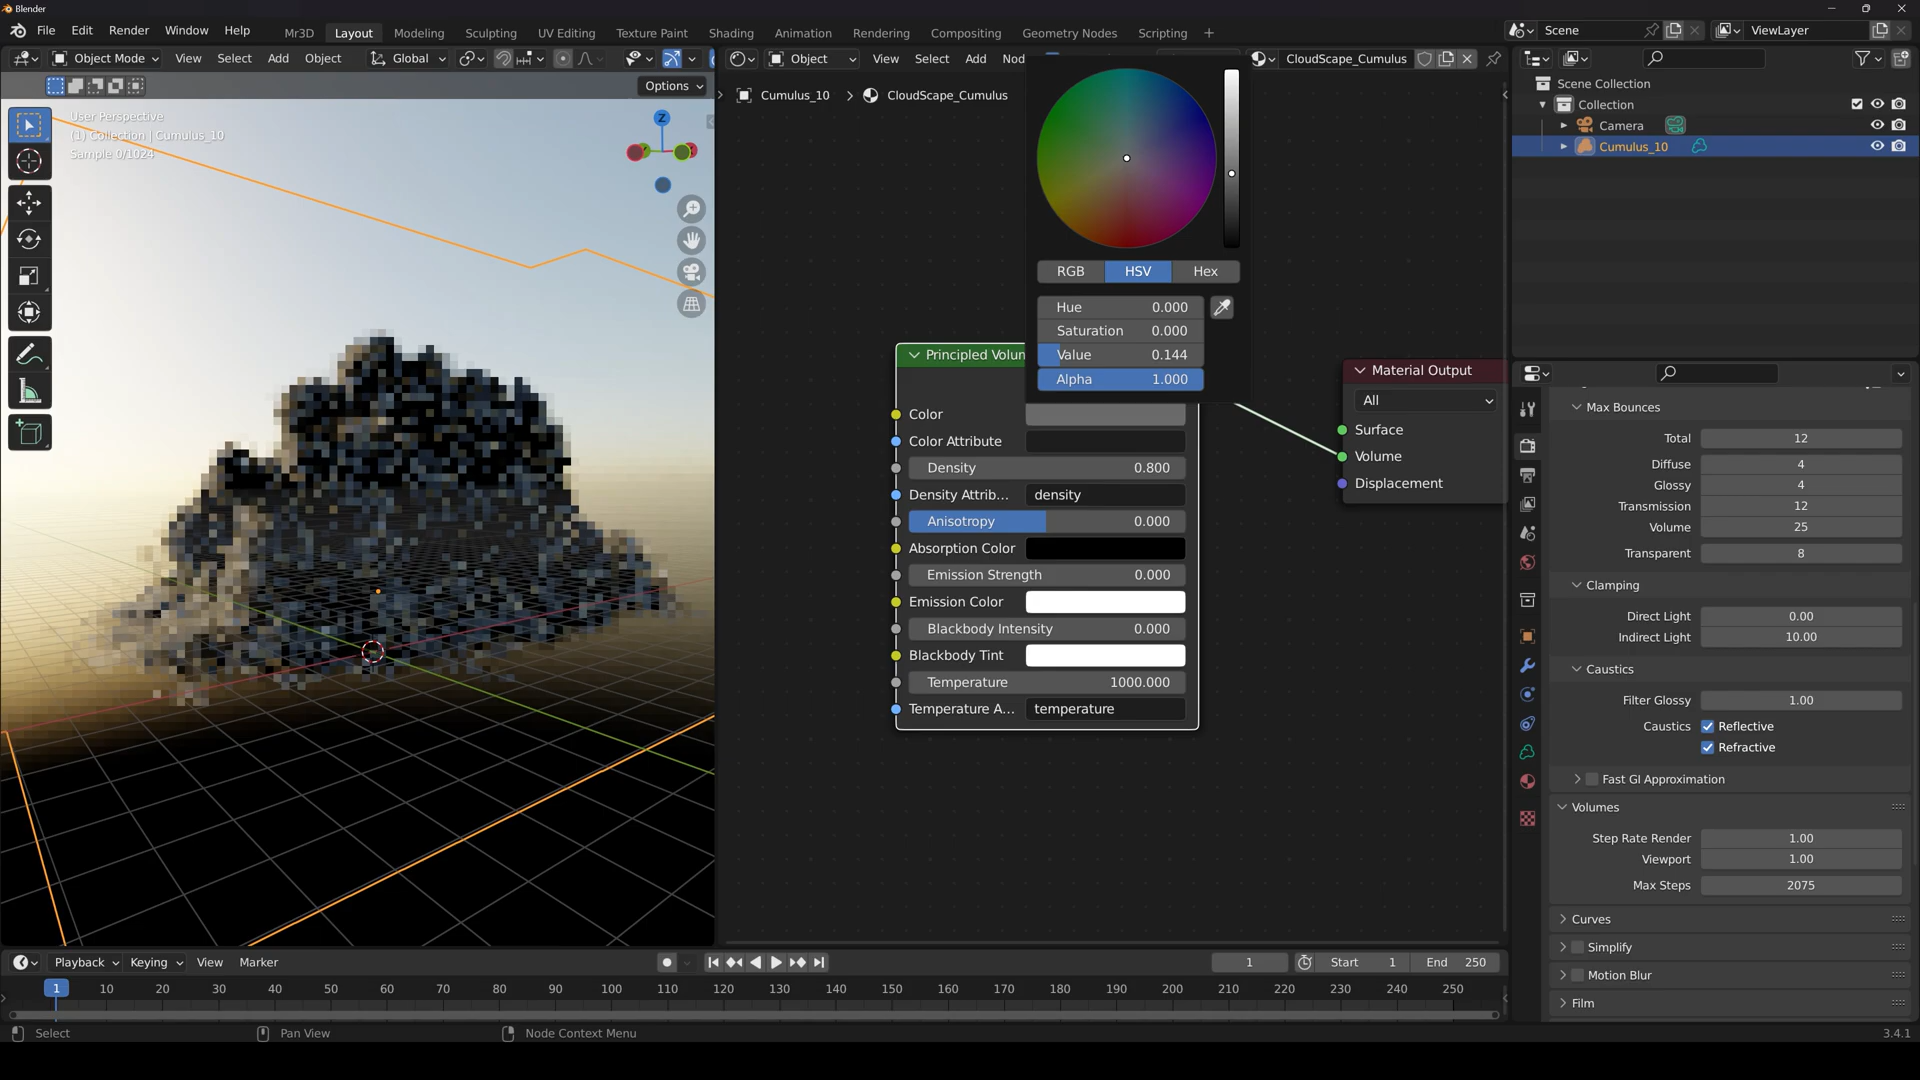 Blender
File Edit Render Window Help
Mr3D Layout Modeling Sculpting UV Editing Texture Paint Shading Animation Rendering Compositing Geometry Nodes Scripting +
Scene
ViewLayer
Object Mode View Select Add Object Global
Object View Select Add Nod
CloudScape_Cumulus
Options
Cumulus_10 > CloudScape_Cumulus
User Perspective
(1) Collection | Cumulus_10
Sample 0/1024
Z
Scene Collection
Collection
Camera
Cumulus_10
RGB HSV Hex
Hue 0.000
Saturation 0.000
Value 0.144
Alpha 1.000
Principled Volun
Color
Color Attribute
Density 0.800
Density Attrib... density
Anisotropy 0.000
Absorption Color
Emission Strength 0.000
Emission Color
Blackbody Intensity 0.000
Blackbody Tint
Temperature 1000.000
Temperature A... temperature
Material Output
All
Surface
Volume
Displacement
Max Bounces
Total 12
Diffuse 4
Glossy 4
Transmission 12
Volume 25
Transparent 8
Clamping
Direct Light 0.00
Indirect Light 10.00
Caustics
Filter Glossy 1.00
Caustics Reflective
Refractive
Fast GI Approximation
Volumes
Step Rate Render 1.00
Viewport 1.00
Max Steps 2075
Curves
Simplify
Motion Blur
Film
Playback Keying View Marker
1 Start 1 End 250
1 10 20 30 40 50 60 70 80 90 100 110 120 130 140 150 160 170 180 190 200 210 220 230 240 250
Select Pan View Node Context Menu
3.4.1